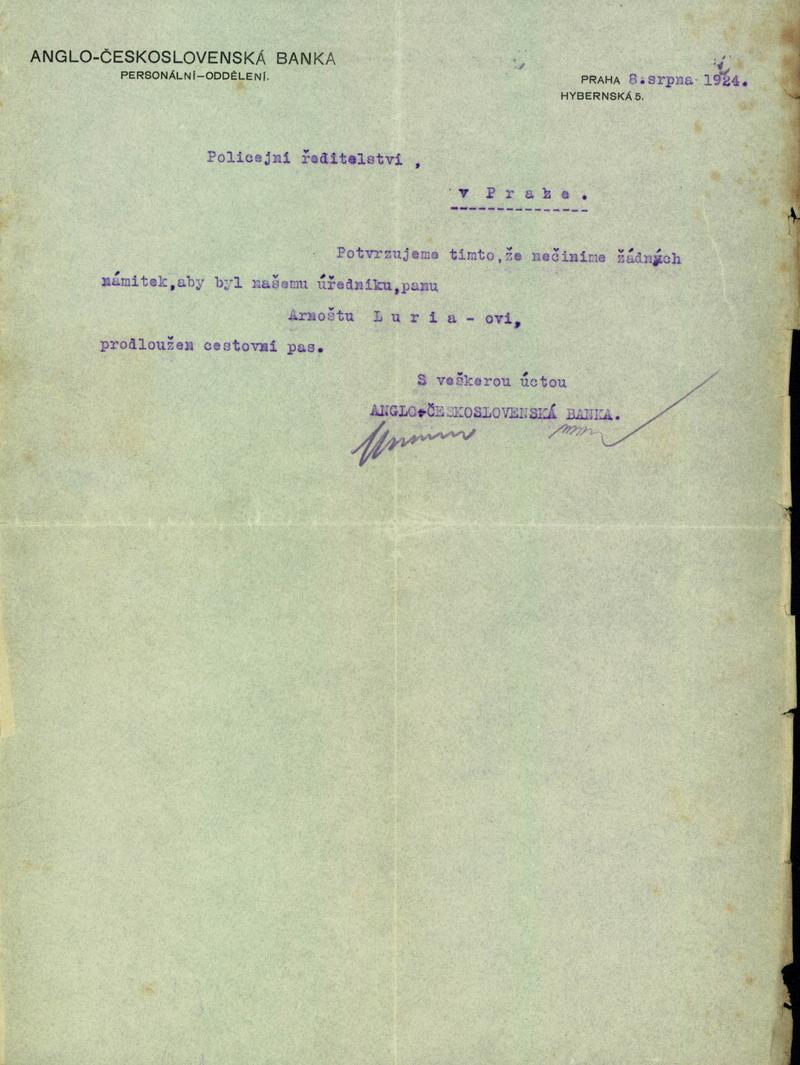 ANGLO-ČESKOSLOVENSKÁ BANKA
PERSONÁLNÍ-ODDĚLENÍ.
PRAHA 8.srpna 1924.
HYBERNSKÁ 5.
Policejní ředitelství ,
v P r a z e .
Potvrzujeme tímto,že nečiníme žádných
námitek,aby byl našemu úředníku,panu
Arnoštu L u r i a - ovi,
prodloužen cestovní pas.
S veškerou úctou
ANGLO-ČESKOSLOVENSKÁ BANKA.